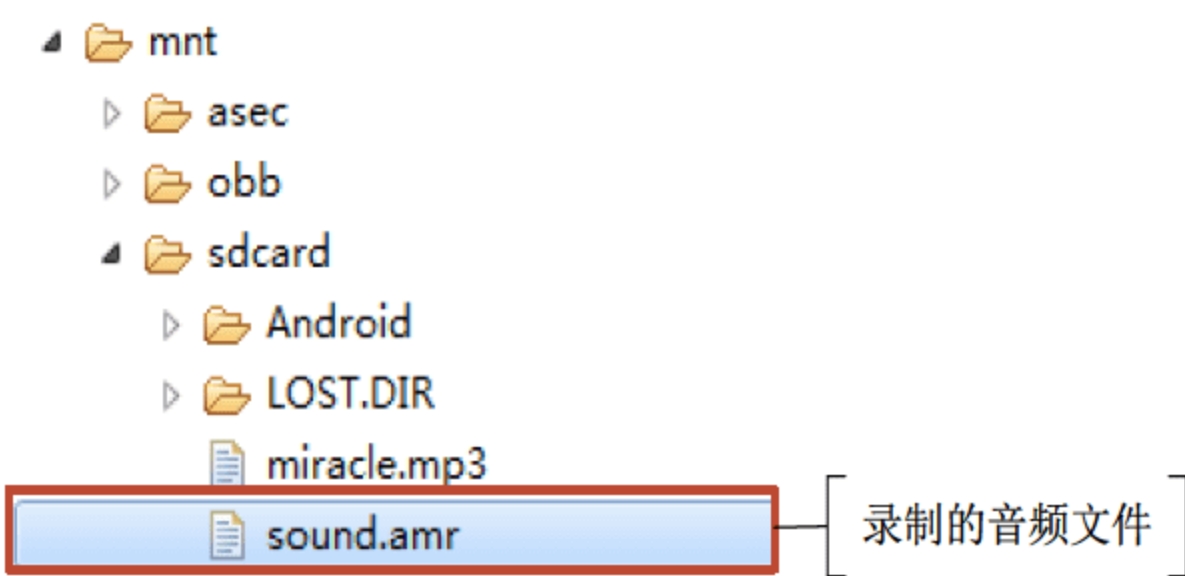 mnt
asec
obb
sdcard
Android
LOST.DIR
miracle.mp3
sound.amr
录制的音频文件